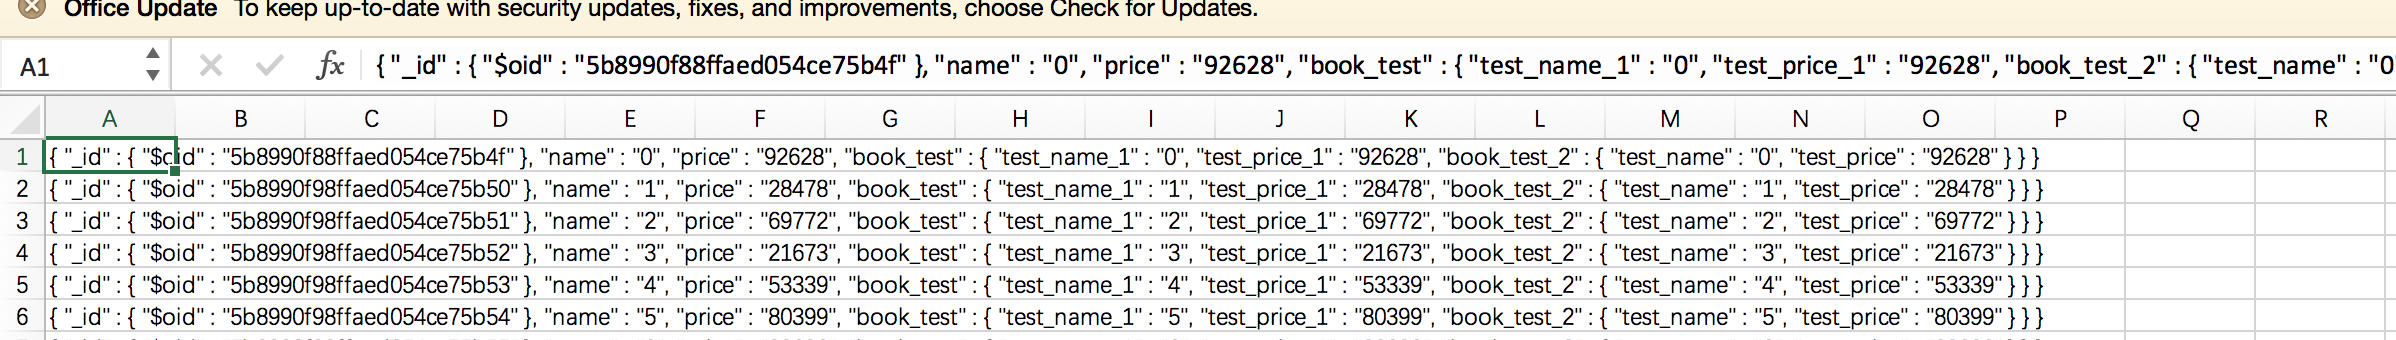 Office Update To keep up-to-date with security updates, fixes, and improvements, choose Check for Updates.
A1 fx { "_id" : { "$oid" : "5b8990f88ffaed054ce75b4f" }, "name" : "0", "price" : "92628", "book_test" : { "test_name_1" : "0", "test_price_1" : "92628", "book_test_2" : { "test_name" : "0
A B C D E F G H I J K L M N O P Q R
1 { "_id" : { "$oid" : "5b8990f88ffaed054ce75b4f" }, "name" : "0", "price" : "92628", "book_test" : { "test_name_1" : "0", "test_price_1" : "92628", "book_test_2" : { "test_name" : "0", "test_price" : "92628" } } }
2 { "_id" : { "$oid" : "5b8990f98ffaed054ce75b50" }, "name" : "1", "price" : "28478", "book_test" : { "test_name_1" : "1", "test_price_1" : "28478", "book_test_2" : { "test_name" : "1", "test_price" : "28478" } } }
3 { "_id" : { "$oid" : "5b8990f98ffaed054ce75b51" }, "name" : "2", "price" : "69772", "book_test" : { "test_name_1" : "2", "test_price_1" : "69772", "book_test_2" : { "test_name" : "2", "test_price" : "69772" } } }
4 { "_id" : { "$oid" : "5b8990f98ffaed054ce75b52" }, "name" : "3", "price" : "21673", "book_test" : { "test_name_1" : "3", "test_price_1" : "21673", "book_test_2" : { "test_name" : "3", "test_price" : "21673" } } }
5 { "_id" : { "$oid" : "5b8990f98ffaed054ce75b53" }, "name" : "4", "price" : "53339", "book_test" : { "test_name_1" : "4", "test_price_1" : "53339", "book_test_2" : { "test_name" : "4", "test_price" : "53339" } } }
6 { "_id" : { "$oid" : "5b8990f98ffaed054ce75b54" }, "name" : "5", "price" : "80399", "book_test" : { "test_name_1" : "5", "test_price_1" : "80399", "book_test_2" : { "test_name" : "5", "test_price" : "80399" } } }